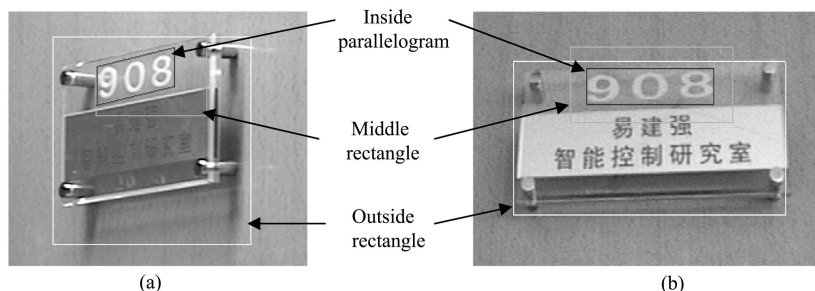 Inside
parallelogram
908
908
Middle
rectangle
易建强
智能控制研究室
Outside
rectangle
(a)
(b)